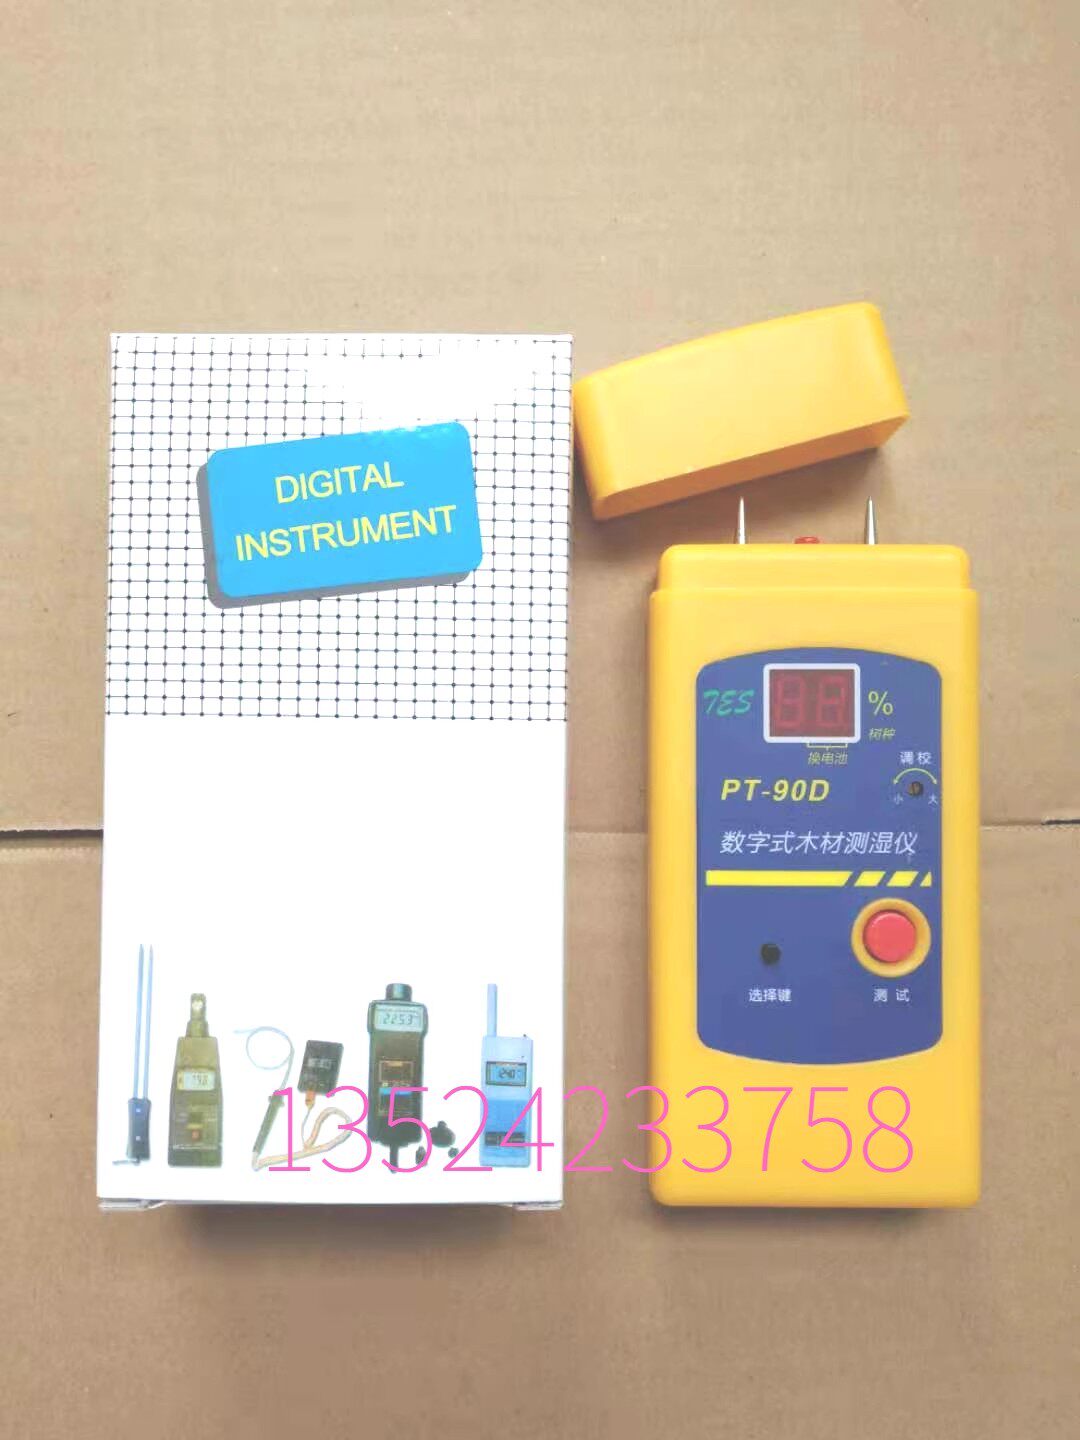 DIGITAL
INSTRUMENT
TES
%
树种
换电池
调校
小 大
PT-90D
数字式木材测湿仪
选择键
测 试
13524233758